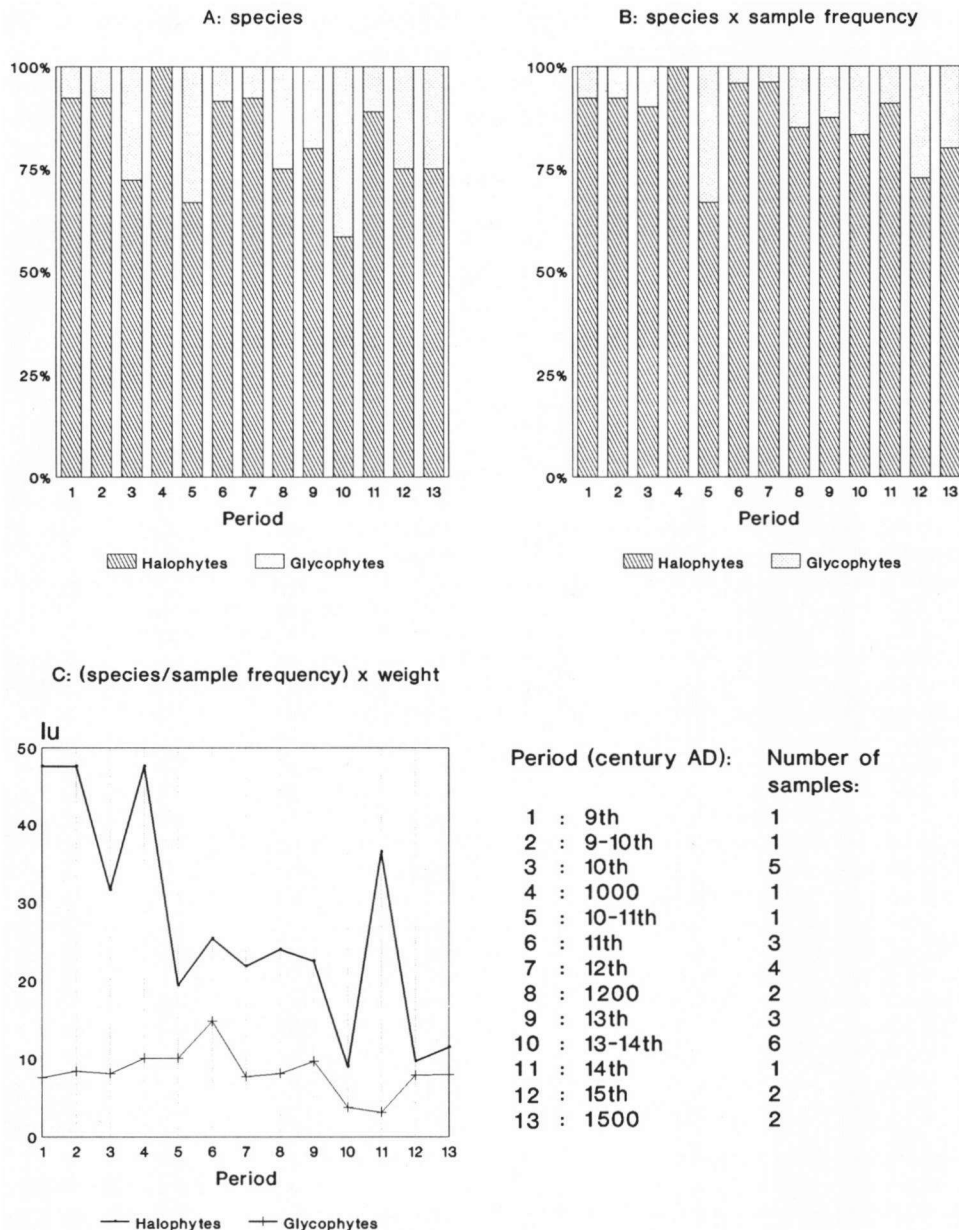 A: species
100%
75%
50%
25%
0%
1 2 3 4 5 6 7 8 9 10 11 12 13
Period
Halophytes Glycophytes
B: species x sample frequency
100%
75%
50%
25%
0%
1 2 3 4 5 6 7 8 9 10 11 12 13
Period
Halophytes Glycophytes
C: (species/sample frequency) x weight
Iu
50
40
30
20
10
0
1 2 3 4 5 6 7 8 9 10 11 12 13
Period
Halophytes Glycophytes
Period (century AD): Number of
samples:
1 : 9th 1
2 : 9-10th 1
3 : 10th 5
4 : 1000 1
5 : 10-11th 1
6 : 11th 3
7 : 12th 4
8 : 1200 2
9 : 13th 3
10 : 13-14th 6
11 : 14th 1
12 : 15th 2
13 : 1500 2